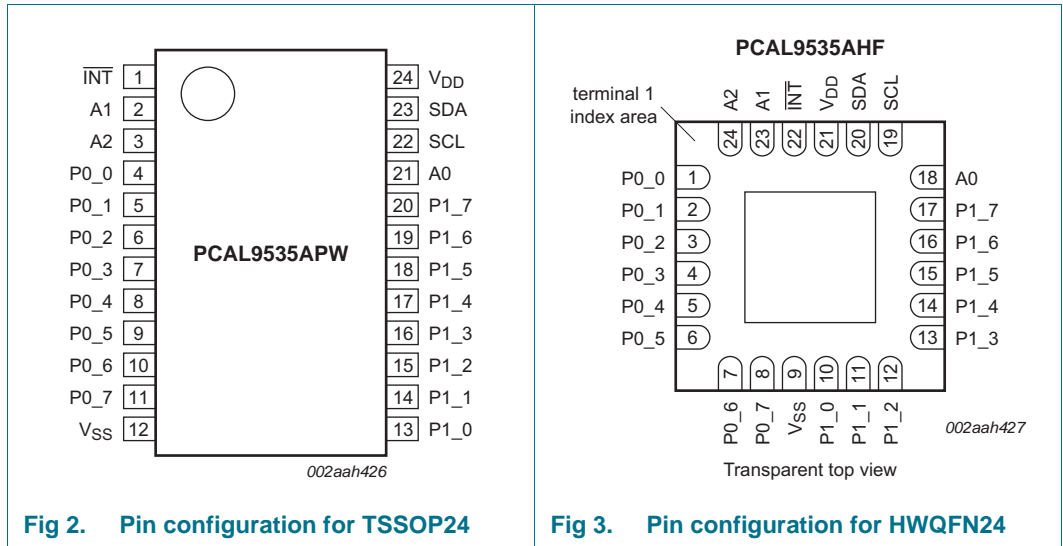 INT 1
A1 2
A2 3
P0_0 4
P0_1 5
P0_2 6
P0_3 7
P0_4 8
P0_5 9
P0_6 10
P0_7 11
VSS 12
PCAL9535APW
24 VDD
23 SDA
22 SCL
21 A0
20 P1_7
19 P1_6
18 P1_5
17 P1_4
16 P1_3
15 P1_2
14 P1_1
13 P1_0
002aah426
Fig 2. Pin configuration for TSSOP24
PCAL9535AHF
terminal 1
index area
A2 A1 INT VDD SDA SCL
24 23 22 21 20 19
P0_0 1
P0_1 2
P0_2 3
P0_3 4
P0_4 5
P0_5 6
18 A0
17 P1_7
16 P1_6
15 P1_5
14 P1_4
13 P1_3
7 8 9 10 11 12
P0_6 P0_7 VSS P1_0 P1_1 P1_2
002aah427
Transparent top view
Fig 3. Pin configuration for HWQFN24